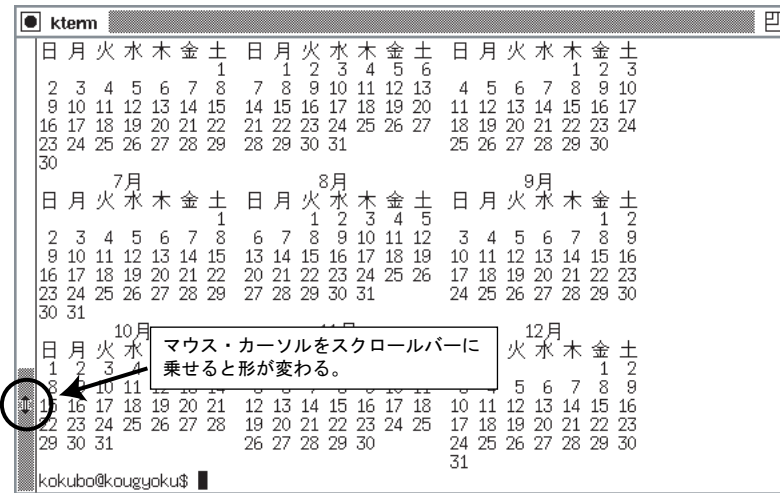 kterm
日 月 火 水 木 金 土 日 月 火 水 木 金 土 日 月 火 水 木 金 土
1 1 2 3 4 5 6 1 2 3
2 3 4 5 6 7 8 7 8 9 10 11 12 13 4 5 6 7 8 9 10
9 10 11 12 13 14 15 14 15 16 17 18 19 20 11 12 13 14 15 16 17
16 17 18 19 20 21 22 21 22 23 24 25 26 27 18 19 20 21 22 23 24
23 24 25 26 27 28 29 28 29 30 31 25 26 27 28 29 30
30
7月 8月 9月
日 月 火 水 木 金 土 日 月 火 水 木 金 土 日 月 火 水 木 金 土
1 1 2 3 4 5 1 2
2 3 4 5 6 7 8 6 7 8 9 10 11 12 3 4 5 6 7 8 9
9 10 11 12 13 14 15 13 14 15 16 17 18 19 10 11 12 13 14 15 16
16 17 18 19 20 21 22 20 21 22 23 24 25 26 17 18 19 20 21 22 23
23 24 25 26 27 28 29 27 28 29 30 31 24 25 26 27 28 29 30
30 31
10月 12月
日 月 火 水 火 水 木 金 土
マウス・カーソルをスクロールバーに
乗せると形が変わる。
1 2 3 4 1 2
8 10 11 5 6 7 8 9
15 16 17 18 19 20 21 12 13 14 15 16 17 18 10 11 12 13 14 15 16
22 23 24 25 26 27 28 19 20 21 22 23 24 25 17 18 19 20 21 22 23
29 30 31 26 27 28 29 30 24 25 26 27 28 29 30
31
kokubo@kougyoku$